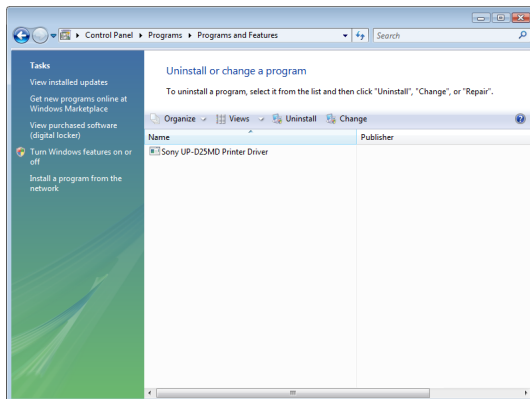 Control Panel ▸ Programs ▸ Programs and Features
Search
Tasks
View installed updates
Get new programs online at
Windows Marketplace
View purchased software
(digital locker)
Turn Windows features on or
off
Install a program from the
network
Uninstall or change a program
To uninstall a program, select it from the list and then click "Uninstall", "Change", or "Repair".
Organize Views Uninstall Change
Name Publisher
Sony UP-D25MD Printer Driver